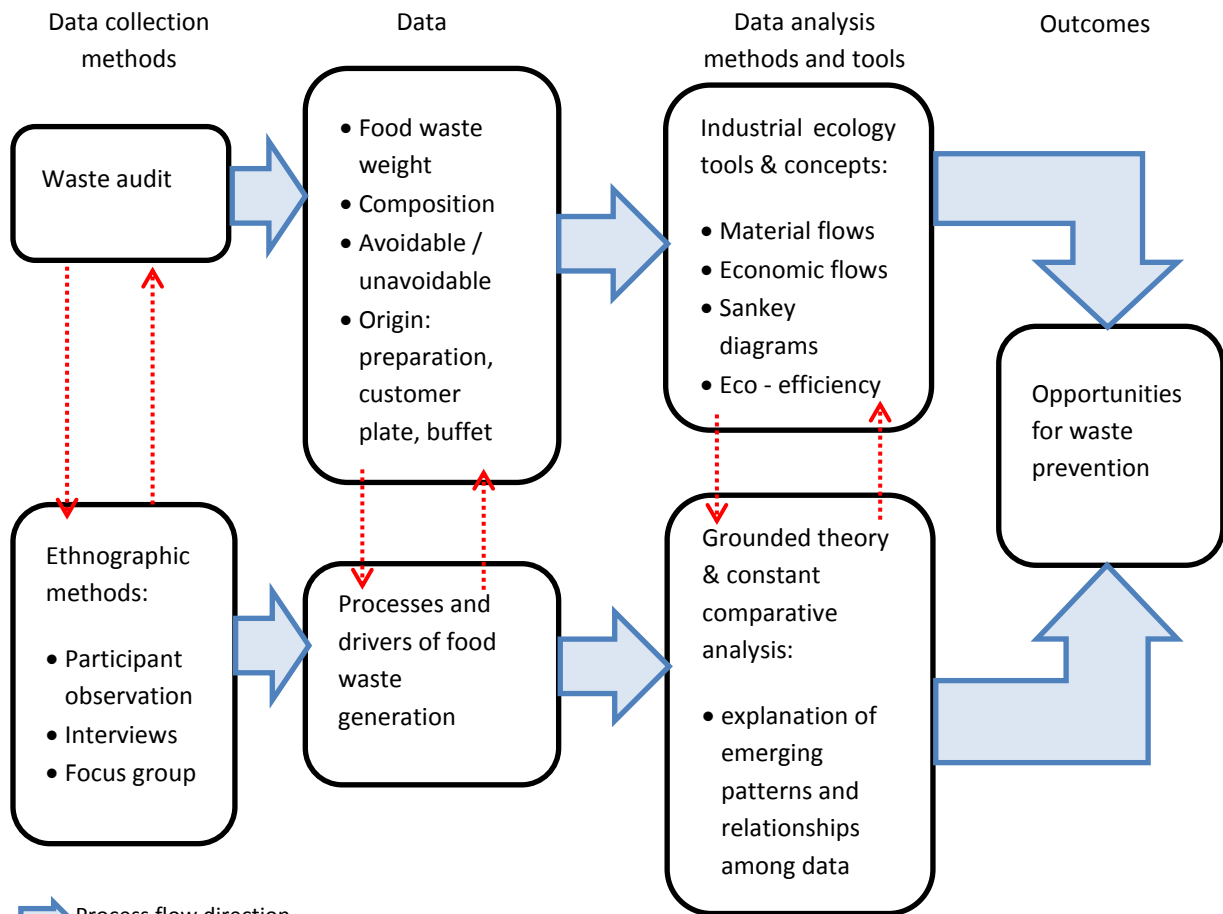 Data collection
methods
Data
Data analysis
methods and tools
Outcomes
Waste audit
• Food waste
weight
• Composition
• Avoidable /
unavoidable
• Origin:
preparation,
customer
plate, buffet
Industrial ecology
tools & concepts:
• Material flows
• Economic flows
• Sankey
diagrams
• Eco - efficiency
Opportunities
for waste
prevention
Ethnographic
methods:
• Participant
observation
• Interviews
• Focus group
Processes and
drivers of food
waste
generation
Grounded theory
& constant
comparative
analysis:
• explanation of
emerging
patterns and
relationships
among data
Process flow direction